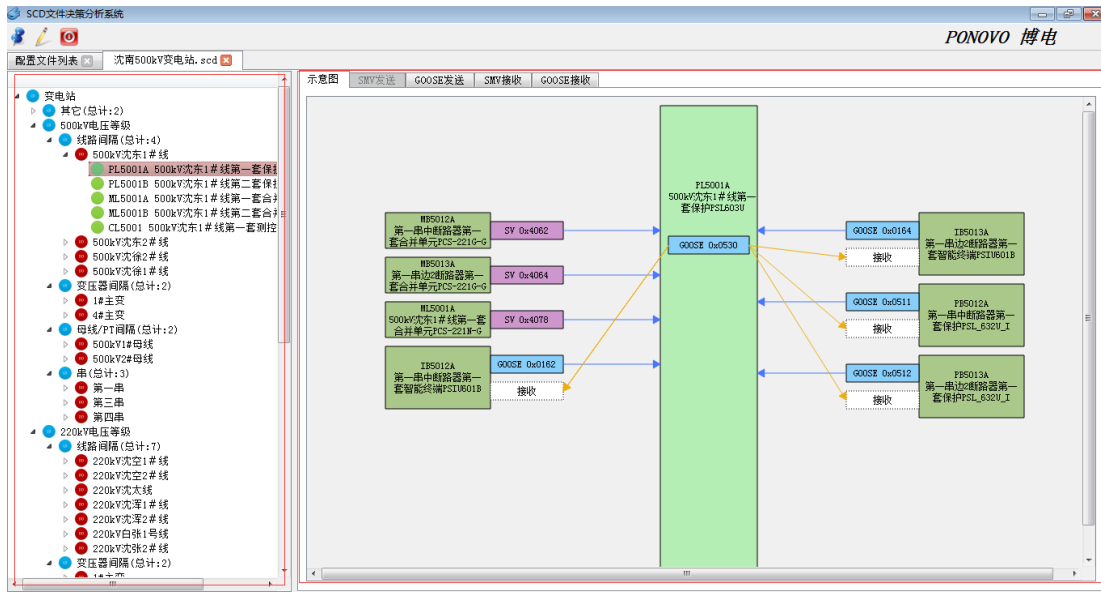 SCD文件决策分析系统
PONOVO 博电
配置文件列表
沈南500kV变电站.scd
变电站
其它(总计:2)
500kV电压等级
线路间隔(总计:4)
500kV沈东1＃线
PL5001A 500kV沈东1＃线第一套保护
PL5001B 500kV沈东1＃线第二套保护
ML5001A 500kV沈东1＃线第一套合并
ML5001B 500kV沈东1＃线第二套合并
CL5001 500kV沈东1＃线第一套测控
500kV沈东2＃线
500kV沈徐2＃线
500kV沈徐1＃线
变压器间隔(总计:2)
1#主变
4#主变
母线/PT间隔(总计:2)
500kV1#母线
500kV2#母线
串(总计:3)
第一串
第三串
第四串
220kV电压等级
线路间隔(总计:7)
220kV沈空1＃线
220kV沈空2＃线
220kV沈太线
220kV沈浑1＃线
220kV沈浑2＃线
220kV白张1号线
220kV沈张2＃线
变压器间隔(总计:2)
1#主变
示意图
SMV发送
GOOSE发送
SMV接收
GOOSE接收
MB5012A
第一串中断路器第一
套合并单元PCS-221G-G
SV 0x4062
MB5013A
第一串边2断路器第一
套合并单元PCS-221G-G
SV 0x4064
ML5001A
500kV沈东1＃线第一套
合并单元PCS-221N-G
SV 0x4078
IB5012A
第一串中断路器第一
套智能终端PSIU601B
GOOSE 0x0162
接收
PL5001A
500kV沈东1＃线第一
套保护PSL603U
GOOSE 0x0530
GOOSE 0x0164
接收
IB5013A
第一串边2断路器第一
套智能终端PSIU601B
GOOSE 0x0511
接收
PB5012A
第一串中断路器第一
套保护PSL_632U_I
GOOSE 0x0512
接收
PB5013A
第一串边2断路器第一
套保护PSL_632U_I